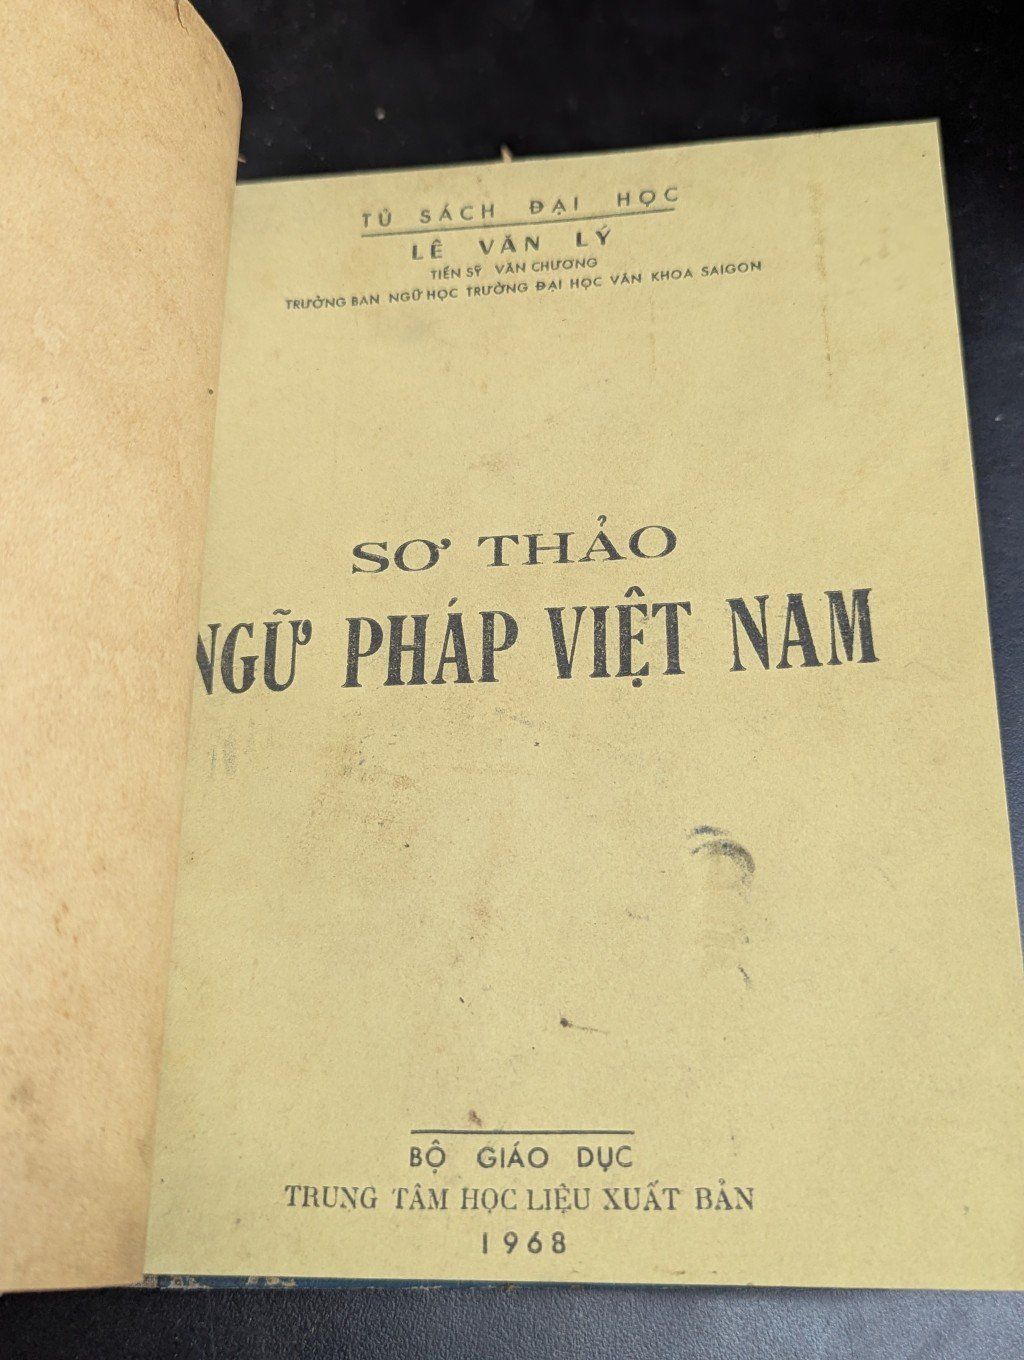 TỦ SÁCH ĐẠI HỌC
LÊ VĂN LÝ
TIẾN SỸ VĂN CHƯƠNG
TRƯỞNG BAN NGỮ HỌC TRƯỜNG ĐẠI HỌC VĂN KHOA SAIGON
SƠ THẢO
NGỮ PHÁP VIỆT NAM
BỘ GIÁO DỤC
TRUNG TÂM HỌC LIỆU XUẤT BẢN
1968